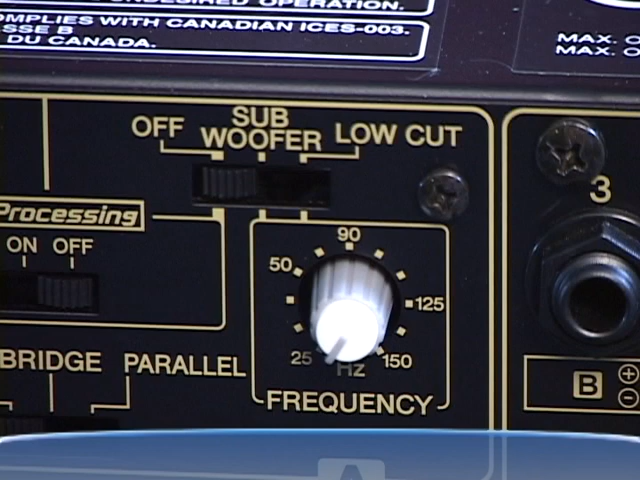 UNDESIRED OPERATION.
COMPLIES WITH CANADIAN ICES-003.
SSE B
DU CANADA.
MAX.
MAX.
OFF SUB WOOFER LOW CUT
Processing
ON OFF
3
90
50
125
25 Hz 150
BRIDGE PARALLEL
FREQUENCY
B
A